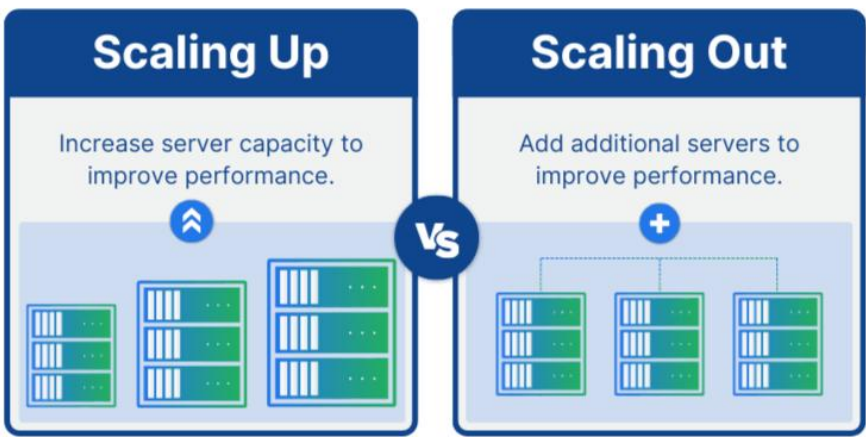 Scaling Up
Increase server capacity to
improve performance.
VS
Scaling Out
Add additional servers to
improve performance.